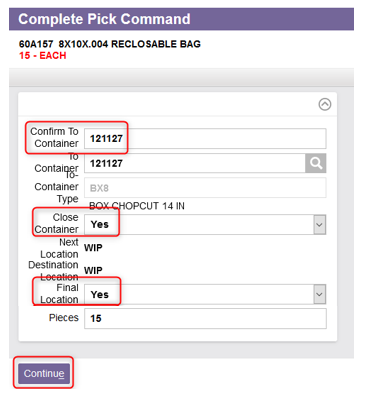 Complete Pick Command
60A157 8X10X.004 RECLOSABLE BAG
15 - EACH
Confirm To Container 121127
To Container 121127
To-Container Type BX8
BOX CHOPCUT 14 IN
Close Container Yes
Next Location WIP
Destination Location WIP
Final Location Yes
Pieces 15
Continue